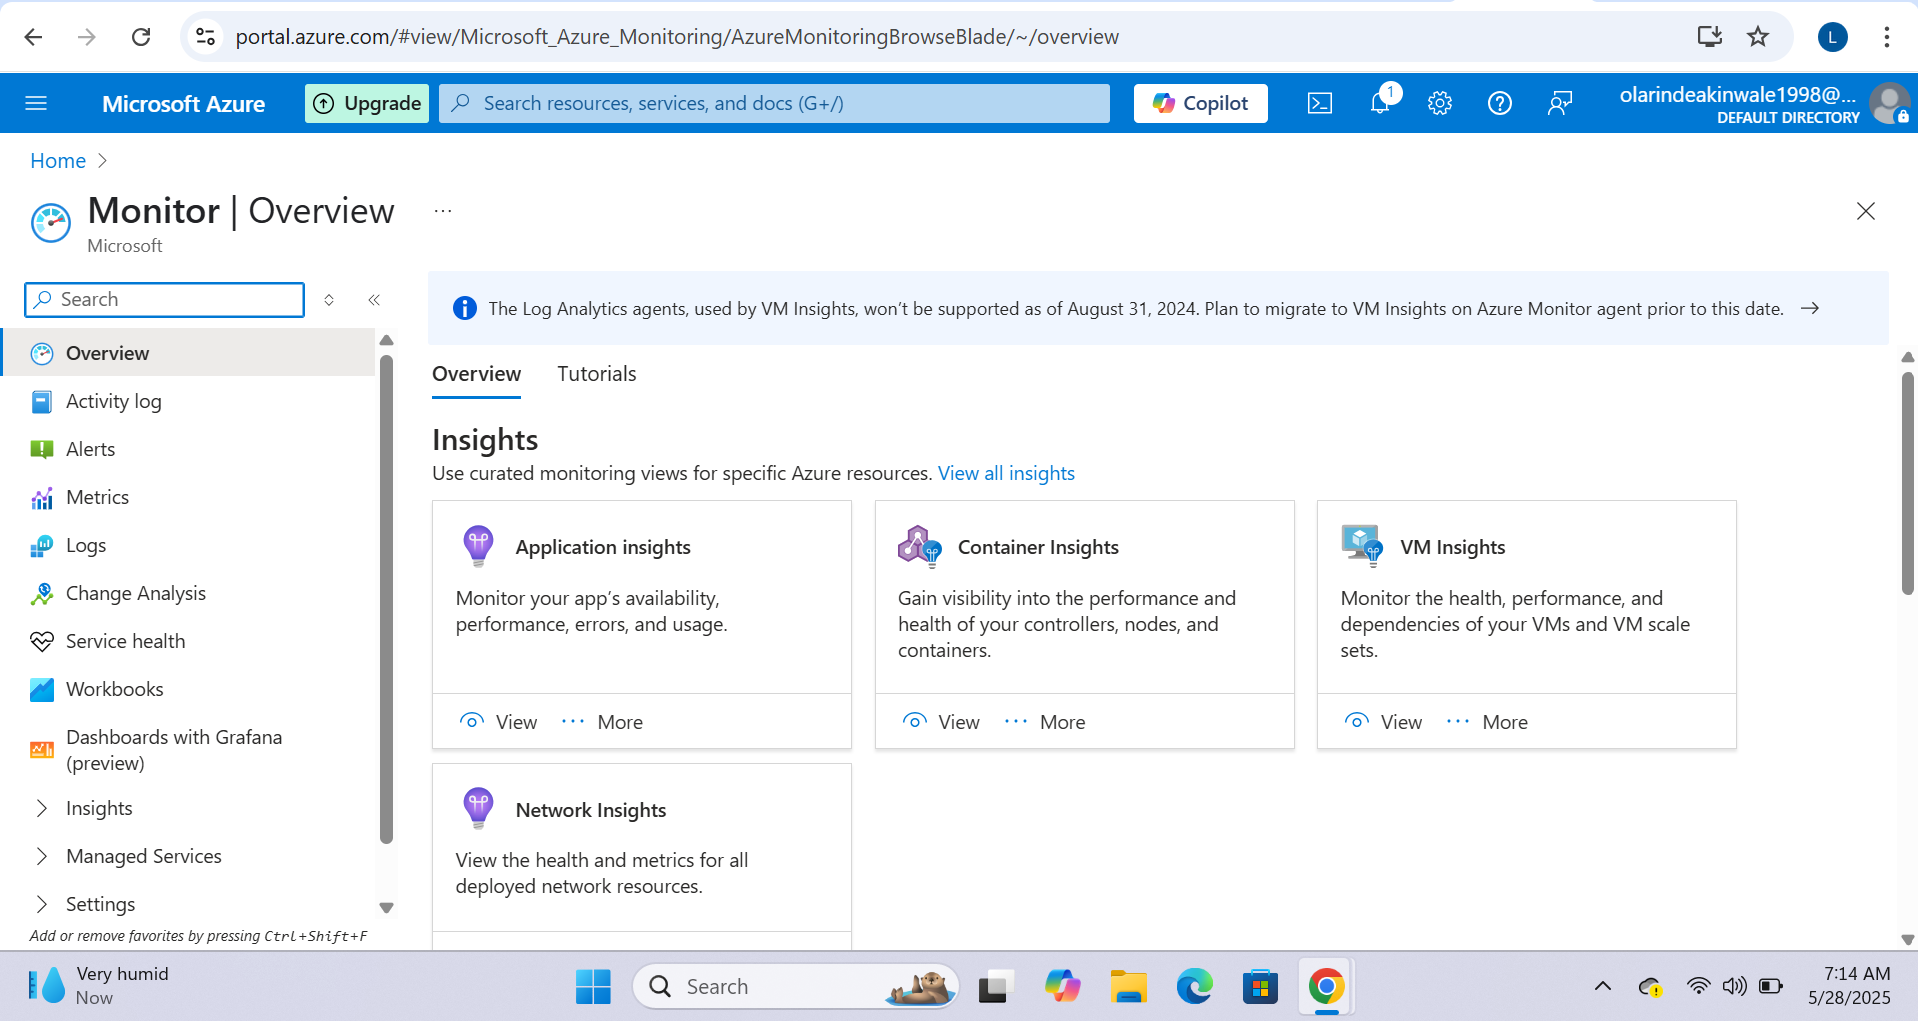 portal.azure.com/#view/Microsoft_Azure_Monitoring/AzureMonitoringBrowseBlade/~/overview
L
Microsoft Azure
Upgrade
Search resources, services, and docs (G+/)
Copilot
1
olarindeakinwale1998@...
DEFAULT DIRECTORY
Home
Monitor | Overview
...
Microsoft
Search
The Log Analytics agents, used by VM Insights, won't be supported as of August 31, 2024. Plan to migrate to VM Insights on Azure Monitor agent prior to this date.
Overview
Activity log
Alerts
Metrics
Logs
Change Analysis
Service health
Workbooks
Dashboards with Grafana
(preview)
Insights
Managed Services
Settings
Add or remove favorites by pressing Ctrl+Shift+F
Overview
Tutorials
Insights
Use curated monitoring views for specific Azure resources. View all insights
Application insights
Monitor your app's availability,
performance, errors, and usage.
View
More
Container Insights
Gain visibility into the performance and
health of your controllers, nodes, and
containers.
View
More
VM Insights
Monitor the health, performance, and
dependencies of your VMs and VM scale
sets.
View
More
Network Insights
View the health and metrics for all
deployed network resources.
Very humid
Now
Search
7:14 AM
5/28/2025